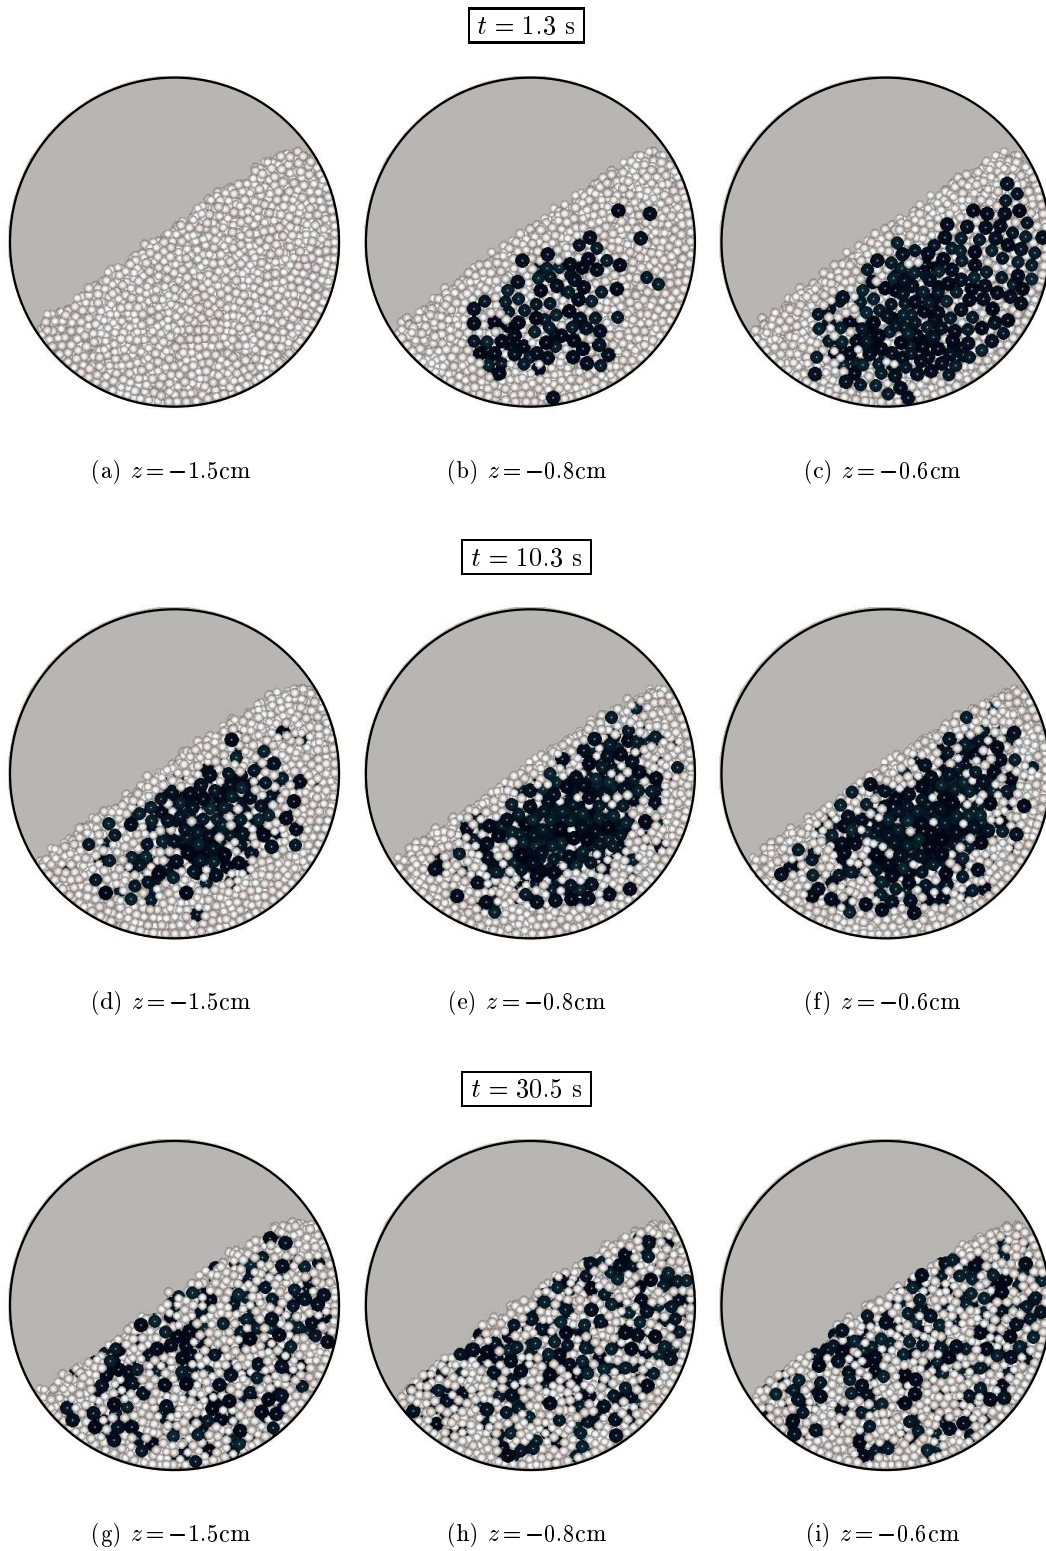 t = 1.3 s
(a) z = −1.5cm
(b) z = −0.8cm
(c) z = −0.6cm
t = 10.3 s
(d) z = −1.5cm
(e) z = −0.8cm
(f) z = −0.6cm
t = 30.5 s
(g) z = −1.5cm
(h) z = −0.8cm
(i) z = −0.6cm